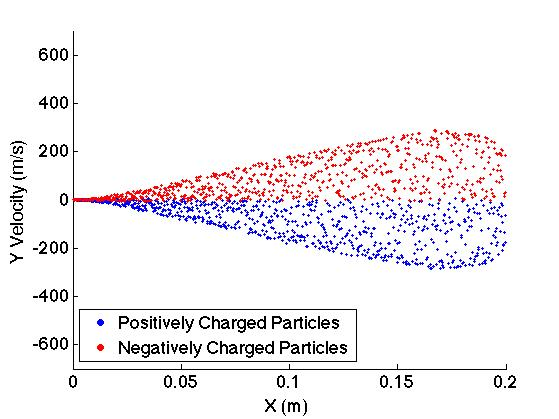 600
400
200
0
-200
-400
-600
Y Velocity (m/s)
Positively Charged Particles
Negatively Charged Particles
0 0.05 0.1 0.15 0.2
X (m)